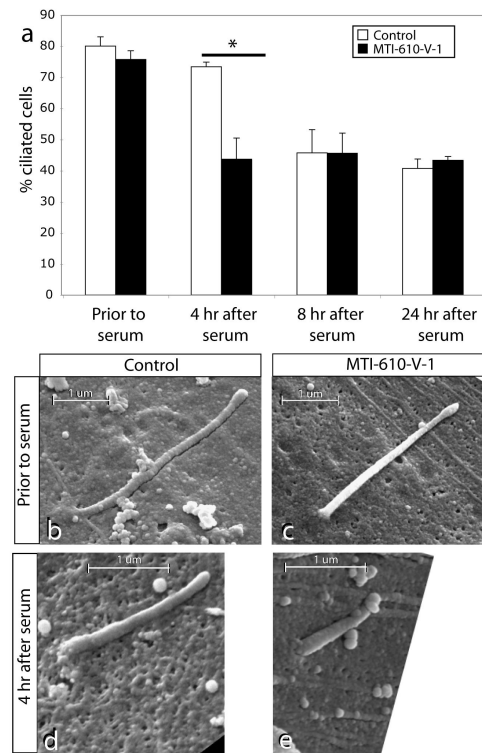 a
90
80
70
60
50
40
30
20
10
0
% ciliated cells
*
Control
MTI-610-V-1
Prior to
serum
4 hr after
serum
8 hr after
serum
24 hr after
serum
Control
MTI-610-V-1
Prior to serum
1 um
b
1 um
c
4 hr after serum
1 um
d
1 um
e